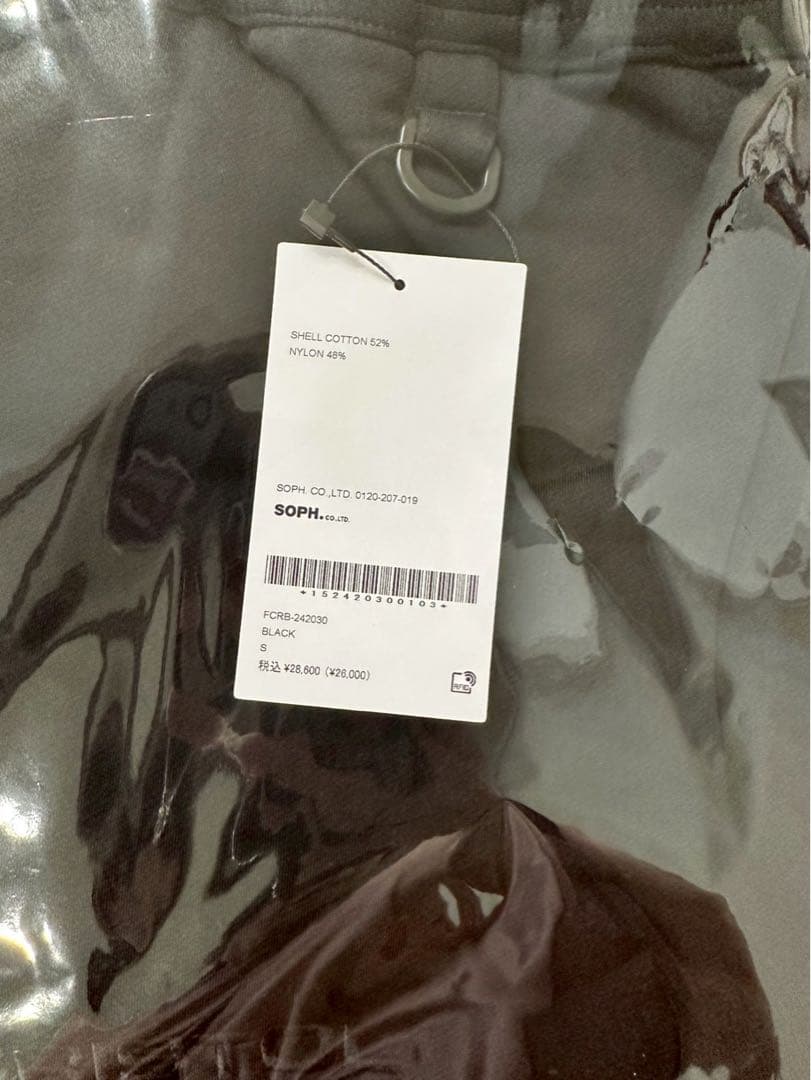 SHELL COTTON 52%
NYLON 48%
SOPH. CO.,LTD. 0120-207-019
SOPH.CO.,LTD.
*152420300103*
FCRB-242030
BLACK
S
税込 ¥28,600 (¥26,000)
RFID